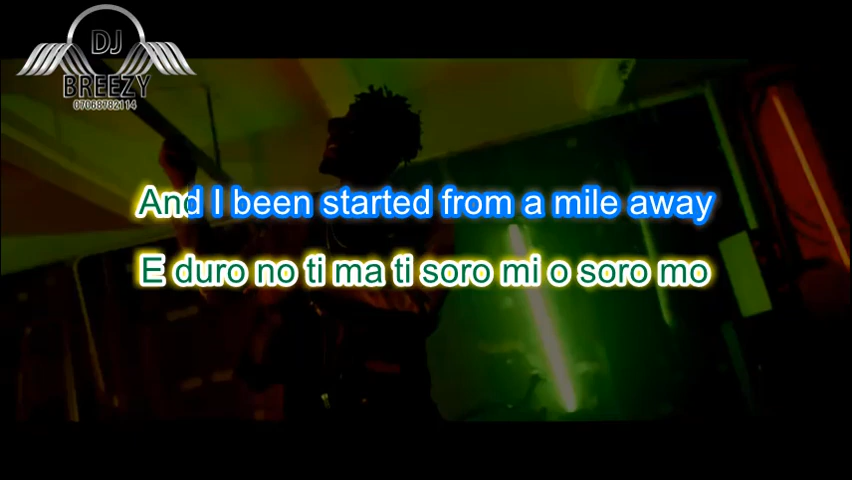 DJ
BREEZY
07068782114
And I been started from a mile away
E duro no ti ma ti soro mi o soro mo